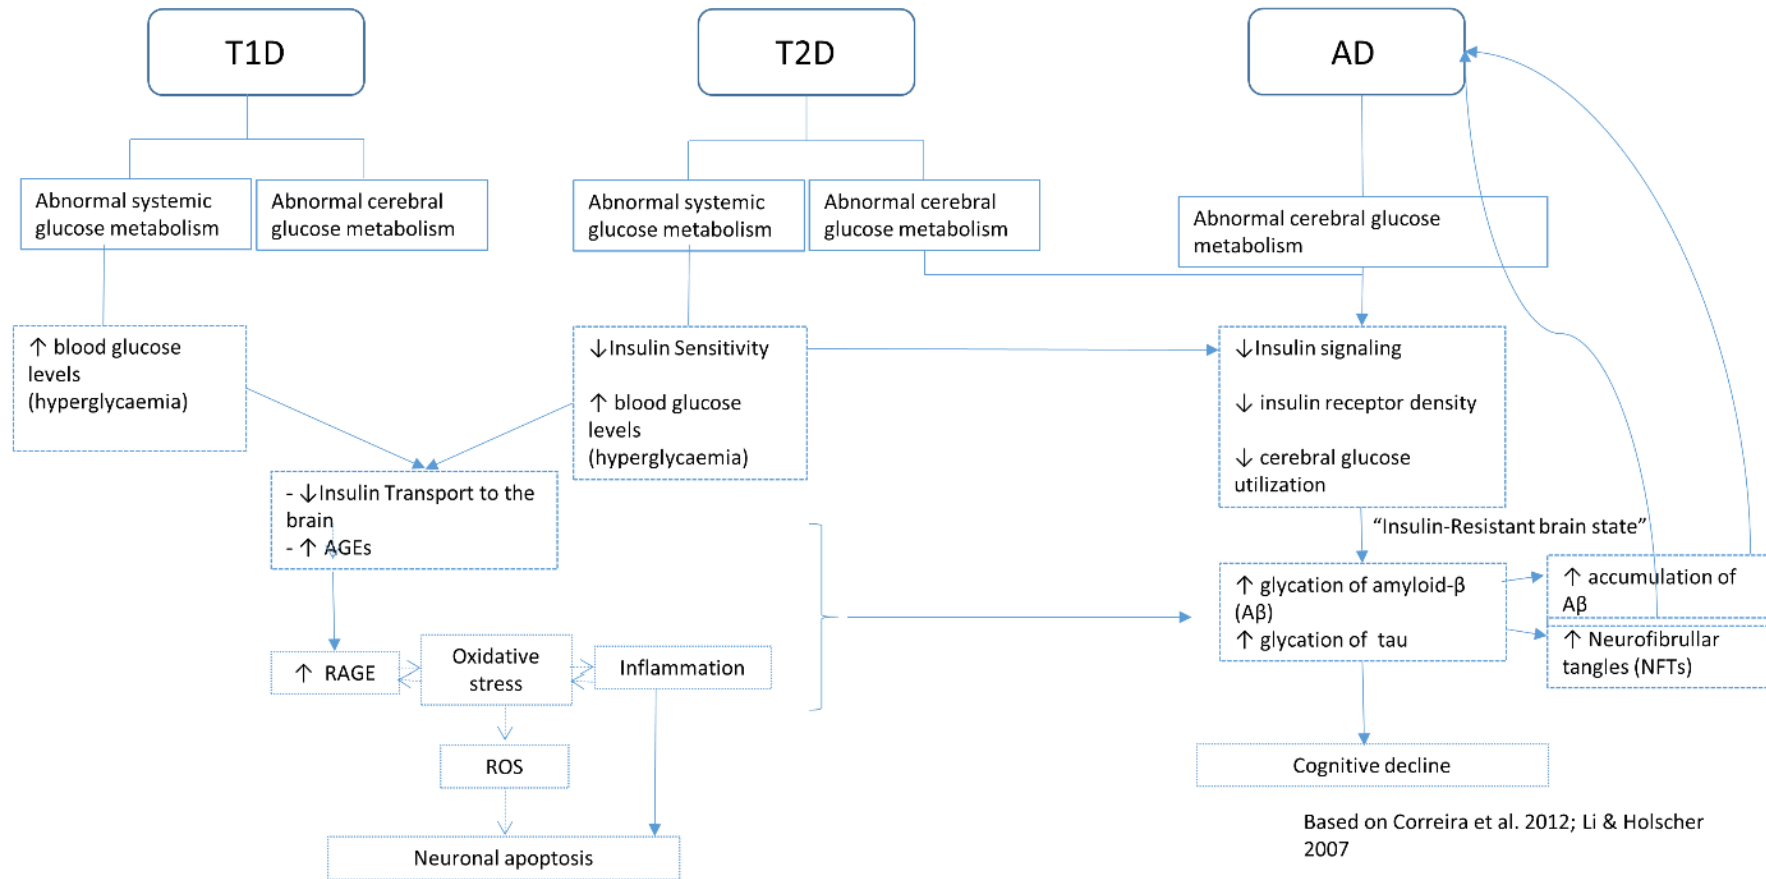 T1D
T2D
AD
Abnormal systemic
glucose metabolism
Abnormal cerebral
glucose metabolism
Abnormal systemic
glucose metabolism
Abnormal cerebral
glucose metabolism
Abnormal cerebral glucose
metabolism
↑ blood glucose
levels
(hyperglycaemia)
↓Insulin Sensitivity
↑ blood glucose
levels
(hyperglycaemia)
↓Insulin signaling
↓ insulin receptor density
↓ cerebral glucose
utilization
- ↓Insulin Transport to the
brain
- ↑ AGEs
“Insulin-Resistant brain state”
↑ glycation of amyloid-β
(Aβ)
↑ glycation of tau
↑ accumulation of
Aβ
↑ Neurofibrullar
tangles (NFTs)
↑ RAGE
Oxidative
stress
Inflammation
ROS
Cognitive decline
Neuronal apoptosis
Based on Correira et al. 2012; Li & Holscher
2007